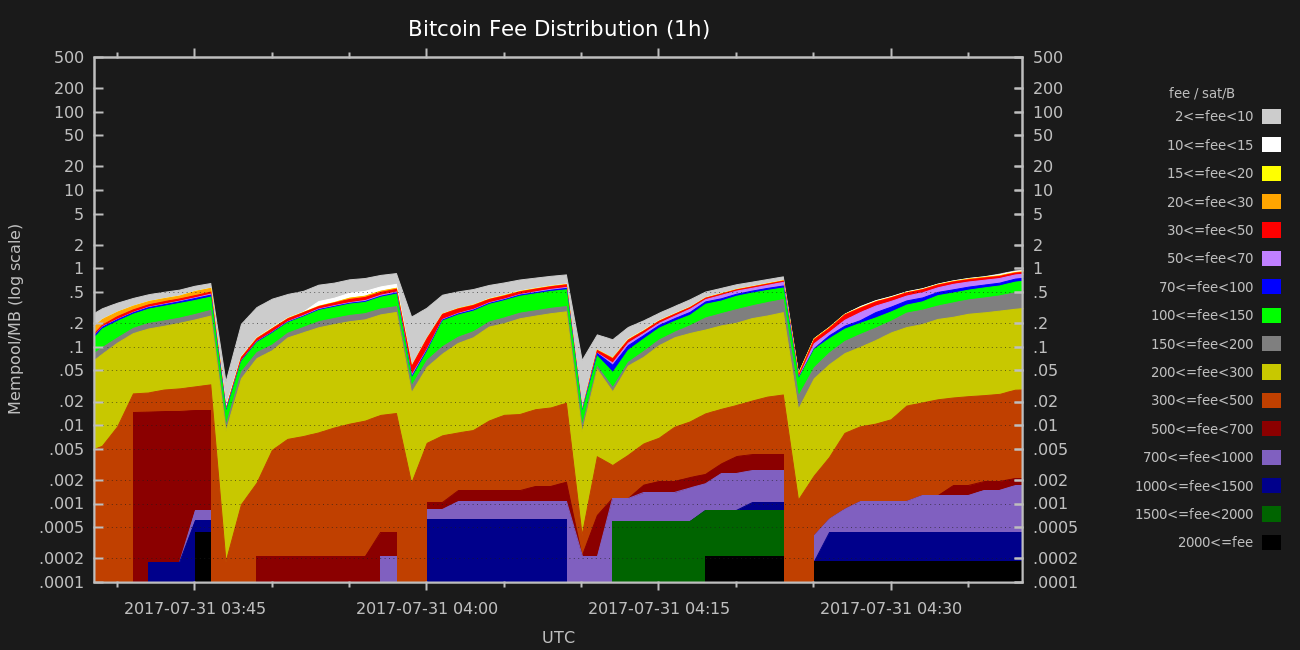 Bitcoin Fee Distribution (1h)
Mempool/MB (log scale)
500
200
100
50
20
10
5
2
1
.5
.2
.1
.05
.02
.01
.005
.002
.001
.0005
.0002
.0001
500
200
100
50
20
10
5
2
1
.5
.2
.1
.05
.02
.01
.005
.002
.001
.0005
.0002
.0001
2017-07-31 03:45
2017-07-31 04:00
2017-07-31 04:15
2017-07-31 04:30
UTC
fee / sat/B
2<=fee<10
10<=fee<15
15<=fee<20
20<=fee<30
30<=fee<50
50<=fee<70
70<=fee<100
100<=fee<150
150<=fee<200
200<=fee<300
300<=fee<500
500<=fee<700
700<=fee<1000
1000<=fee<1500
1500<=fee<2000
2000<=fee